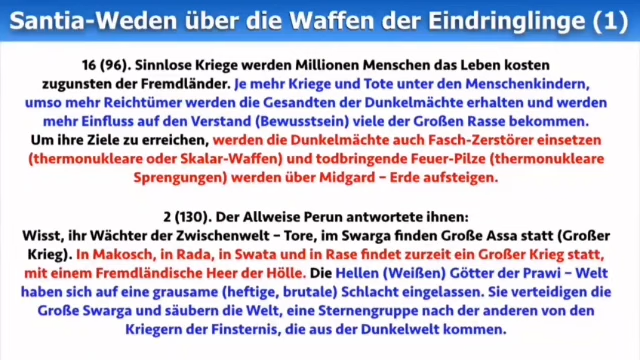 Santia-Weden über die Waffen der Eindringlinge (1)
16 (96). Sinnlose Kriege werden Millionen Menschen das Leben kosten
zugunsten der Fremdländer. Je mehr Kriege und Tote unter den Menschenkindern,
umso mehr Reichtümer werden die Gesandten der Dunkelmächte erhalten und werden
mehr Einfluss auf den Verstand (Bewusstsein) viele der Großen Rasse bekommen.
Um ihre Ziele zu erreichen, werden die Dunkelmächte auch Fasch-Zerstörer einsetzen
(thermonukleare oder Skalar-Waffen) und todbringende Feuer-Pilze (thermonukleare
Sprengungen) werden über Midgard – Erde aufsteigen.
2 (130). Der Allweise Perun antwortete ihnen:
Wisst, ihr Wächter der Zwischenwelt – Tore, im Swarga finden Große Assa statt (Großer
Krieg). In Makosch, in Rada, in Swata und in Rase findet zurzeit ein Großer Krieg statt,
mit einem Fremdländische Heer der Hölle. Die Hellen (Weißen) Götter der Prawi – Welt
haben sich auf eine grausame (heftige, brutale) Schlacht eingelassen. Sie verteidigen die
Große Swarga und säubern die Welt, eine Sternengruppe nach der anderen von den
Kriegern der Finsternis, die aus der Dunkelwelt kommen.